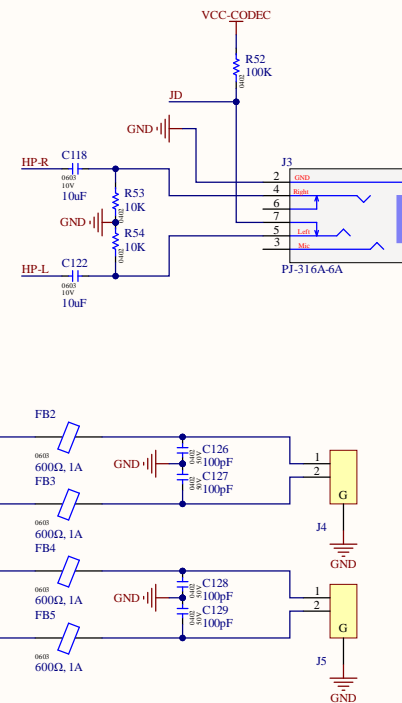 VCC-CODEC
R52
100K
0402
JD
GND
J3
HP-R
C118
0603
10V
10uF
R53
10K
0402
GND
R54
10K
0402
HP-L
C122
0603
10V
10uF
2 GND
4 Right
6
7
5 Left
3 Mic
PJ-316A-6A
FB2
0603
600Ω, 1A
GND
C126
100pF
0402
50V
C127
100pF
0402
50V
1
2
G
J4
GND
FB3
0603
600Ω, 1A
FB4
0603
600Ω, 1A
GND
C128
100pF
0402
50V
C129
100pF
0402
50V
1
2
G
J5
GND
FB5
0603
600Ω, 1A